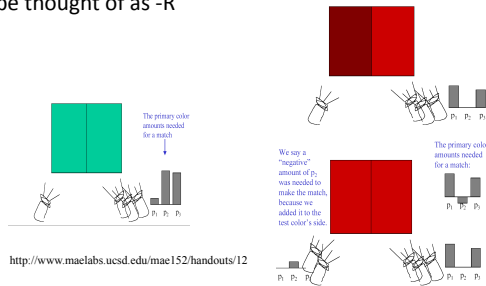 be thought of as -R
The primary color
amounts needed
for a match
p1 p2 p3
http://www.maelabs.ucsd.edu/mae152/handouts/12
p1 p2 p3
We say a
"negative"
amount of p2
was needed to
make the match,
because we
added it to the
test color's side.
The primary colo
amounts needed
for a match:
p1 p2 p3
p1 p2 p
p1 p2 p3